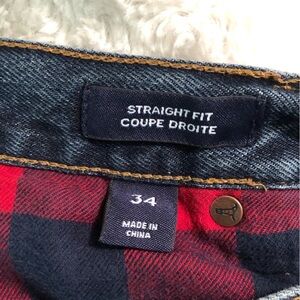 STRAIGHT FIT
COUPE DROITE
34
MADE IN
CHINA